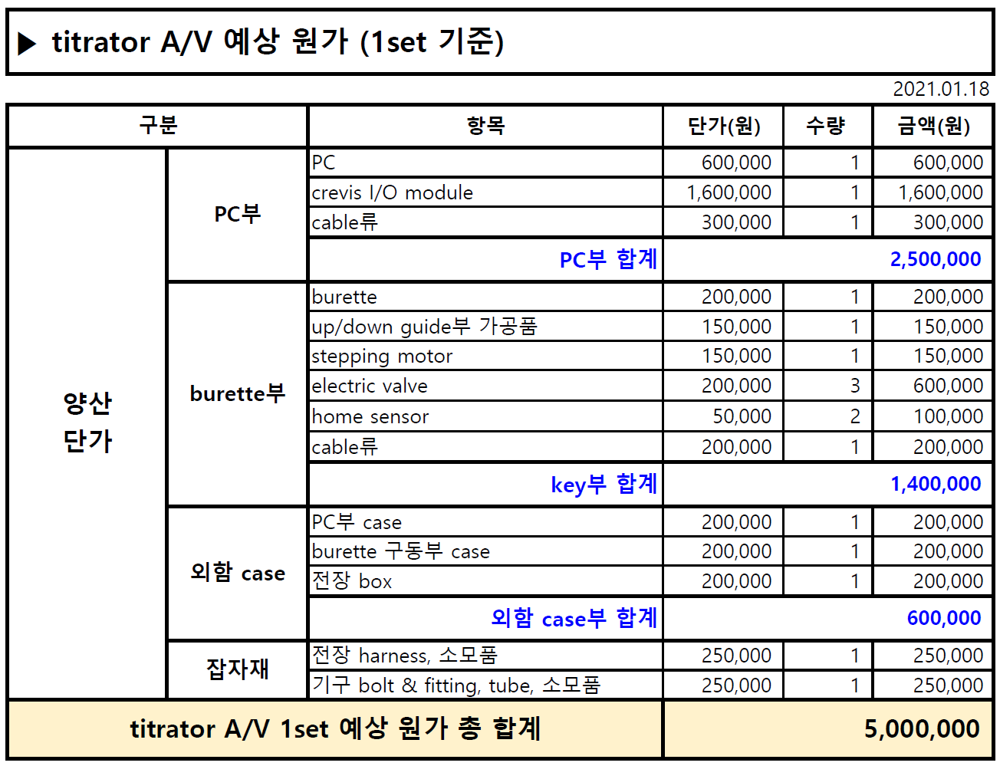 ▶ titrator A/V 예상 원가 (1set 기준)
2021.01.18
구분 항목 단가(원) 수량 금액(원)
양산
단가
PC부
PC 600,000 1 600,000
crevis I/O module 1,600,000 1 1,600,000
cable류 300,000 1 300,000
PC부 합계 2,500,000
burette부
burette 200,000 1 200,000
up/down guide부 가공품 150,000 1 150,000
stepping motor 150,000 1 150,000
electric valve 200,000 3 600,000
home sensor 50,000 2 100,000
cable류 200,000 1 200,000
key부 합계 1,400,000
외함 case
PC부 case 200,000 1 200,000
burette 구동부 case 200,000 1 200,000
전장 box 200,000 1 200,000
외함 case부 합계 600,000
잡자재
전장 harness, 소모품 250,000 1 250,000
기구 bolt & fitting, tube, 소모품 250,000 1 250,000
titrator A/V 1set 예상 원가 총 합계 5,000,000